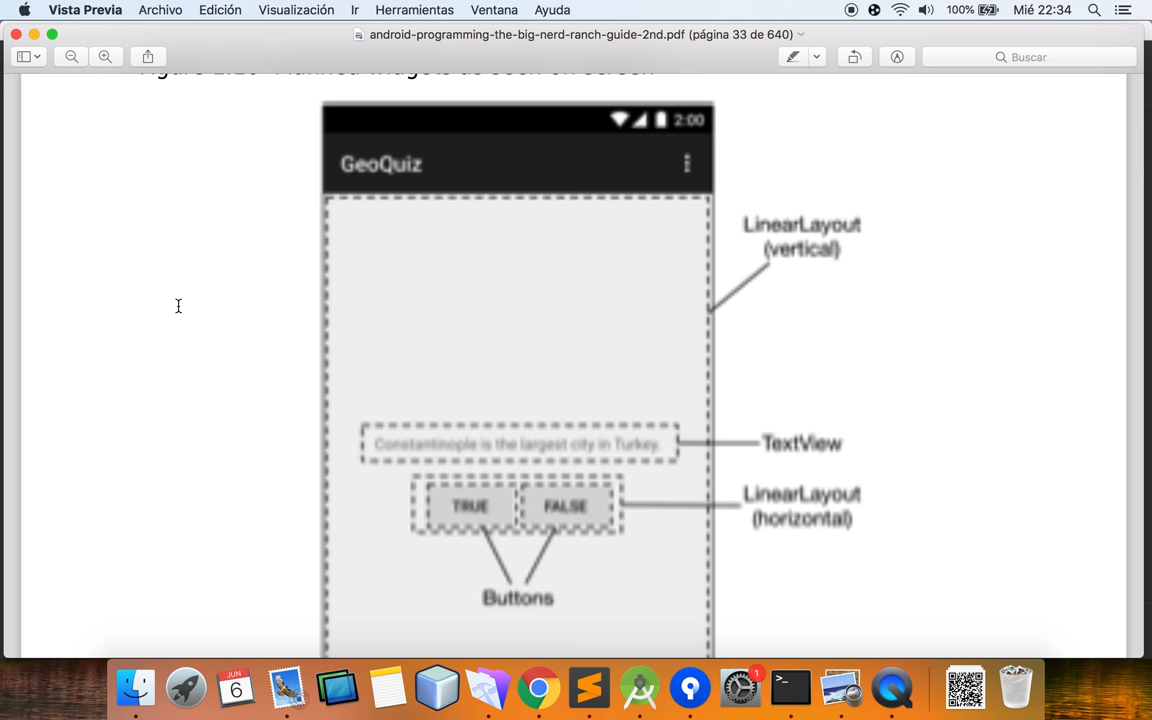 Vista Previa Archivo Edición Visualización Ir Herramientas Ventana Ayuda 100% Mié 22:34
android-programming-the-big-nerd-ranch-guide-2nd.pdf (página 33 de 640)
Buscar
2:00
GeoQuiz
LinearLayout
(vertical)
Constantinople is the largest city in Turkey.
TextView
TRUE FALSE
LinearLayout
(horizontal)
Buttons
JUN
6
1